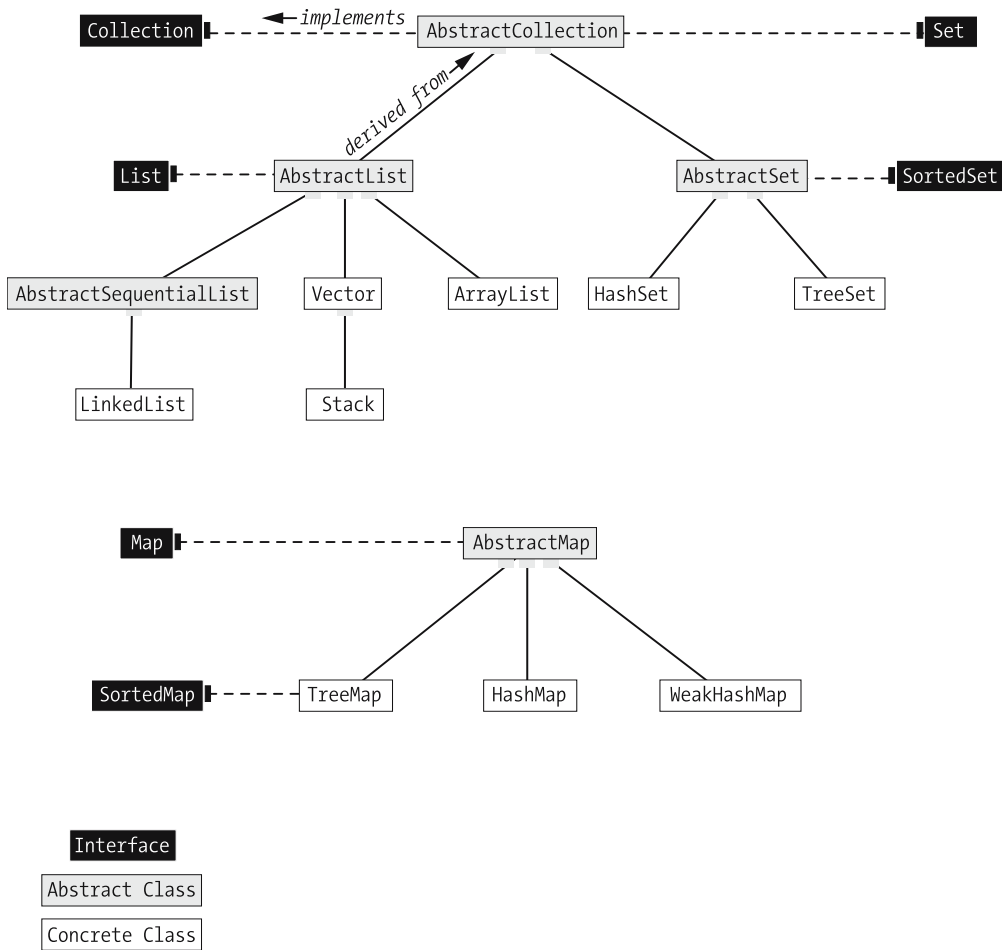 implements
Collection
AbstractCollection
Set
derived from
List
AbstractList
AbstractSet
SortedSet
AbstractSequentialList
Vector
ArrayList
HashSet
TreeSet
LinkedList
Stack
Map
AbstractMap
SortedMap
TreeMap
HashMap
WeakHashMap
Interface
Abstract Class
Concrete Class